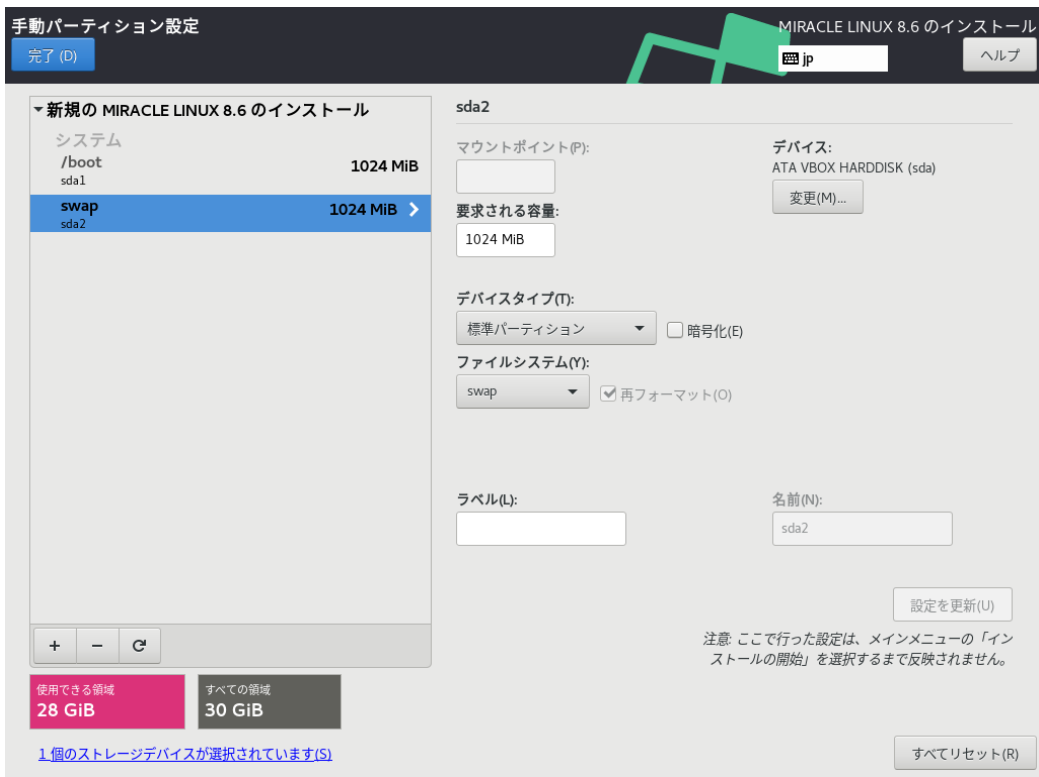 手動パーティション設定
MIRACLE LINUX 8.6 のインストール
完了 (D)
jp
ヘルプ
新規の MIRACLE LINUX 8.6 のインストール
システム
/boot
1024 MiB
sda1
swap
1024 MiB
sda2
sda2
マウントポイント(P):
デバイス:
ATA VBOX HARDDISK (sda)
変更(M)...
要求される容量:
1024 MiB
デバイスタイプ(T):
標準パーティション
暗号化(E)
ファイルシステム(Y):
swap
再フォーマット(O)
ラベル(L):
名前(N):
sda2
設定を更新(U)
注意: ここで行った設定は、メインメニューの「イン
ストールの開始」を選択するまで反映されません。
使用できる領域
28 GiB
すべての領域
30 GiB
1 個のストレージデバイスが選択されています(S)
すべてリセット(R)